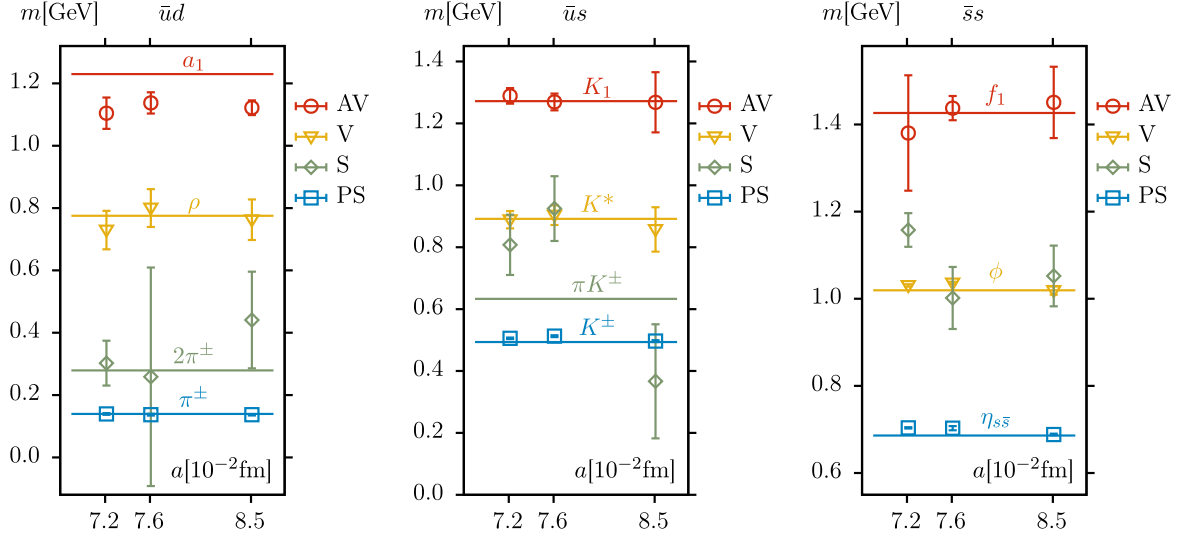 m[GeV] ūd
1.2
1.0
0.8
0.6
0.4
0.2
0.0
a₁
ρ
2π±
π±
a[10⁻²fm]
7.2 7.6 8.5
AV
V
S
PS
m[GeV] ūs
1.4
1.2
1.0
0.8
0.6
0.4
0.2
0.0
K₁
K*
πK±
K±
a[10⁻²fm]
7.2 7.6 8.5
AV
V
S
PS
m[GeV] s̄s
1.4
1.2
1.0
0.8
0.6
f₁
ϕ
ηss̄
a[10⁻²fm]
7.2 7.6 8.5
AV
V
S
PS